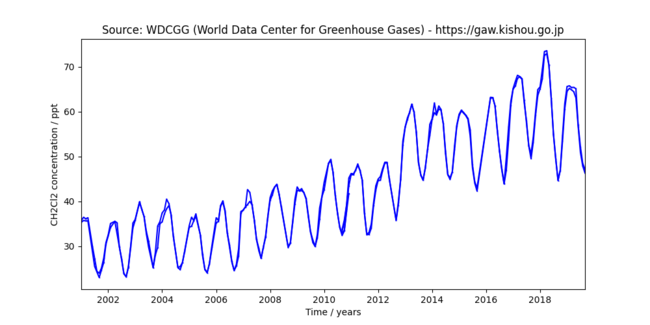 Source: WDCGG (World Data Center for Greenhouse Gases) - https://gaw.kishou.go.jp
CH2Cl2 concentration / ppt
70
60
50
40
30
2002 2004 2006 2008 2010 2012 2014 2016 2018
Time / years